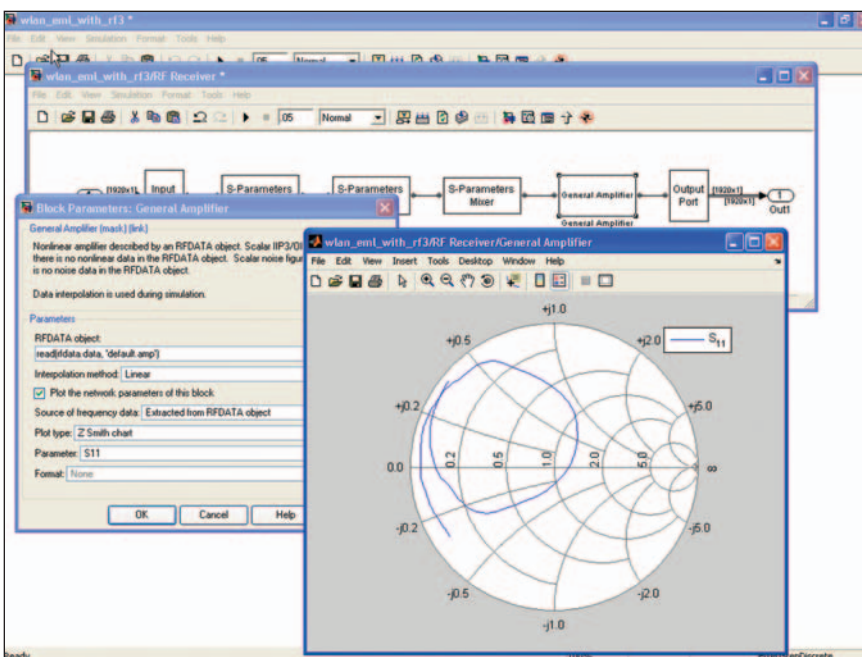 wlan_eml_with_rf3 *
File Edit View Simulation Format Tools Help
.05 Normal
wlan_eml_with_rf3/RF Receiver *
File Edit View Simulation Format Tools Help
.05 Normal
[1920x1] Input S-Parameters S-Parameters S-Parameters Mixer General Amplifier Output Port [1920x1] [1920x1] 1 Out1
General Amplifier
Block Parameters: General Amplifier
General Amplifier (mask) (link)
Nonlinear amplifier described by an RFDATA object. Scalar IIP3/OI
there is no nonlinear data in the RFDATA object. Scalar noise figu
is no noise data in the RFDATA object.
Data interpolation is used during simulation.
Parameters
RFDATA object:
read(rfdata.data, 'default.amp')
Interpolation method: Linear
Plot the network parameters of this block
Source of frequency data: Extracted from RFDATA object
Plot type: Z Smith chart
Parameter: S11
Format: None
OK Cancel Help
wlan_eml_with_rf3/RF Receiver/General Amplifier
File Edit View Insert Tools Desktop Window Help
+j1.0
+j0.5 +j2.0 S11
+j0.2 +j5.0
0.0 0.2 0.5 1.0 2.0 5.0 ∞
-j0.2 -j5.0
-j0.5 -j2.0
-j1.0
Ready